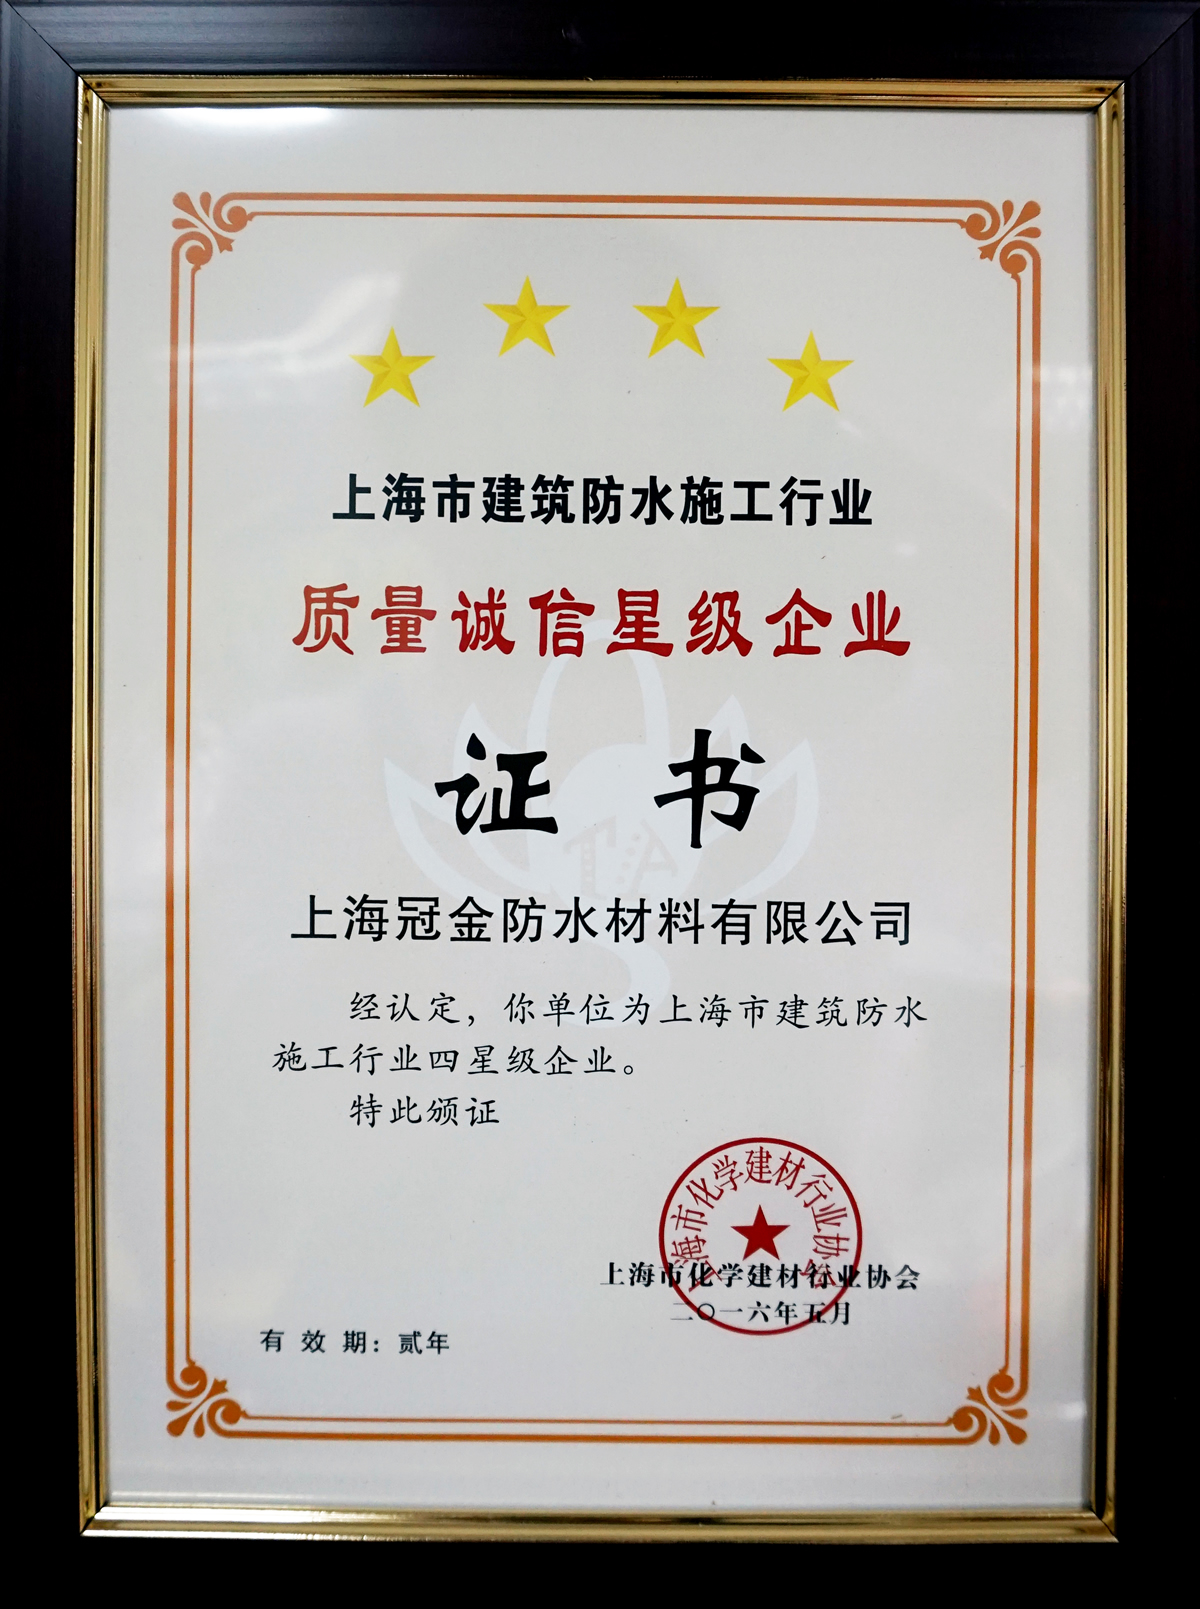 上海市建筑防水施工行业
质量诚信星级企业
证书
上海冠金防水材料有限公司
经认定，你单位为上海市建筑防水
施工行业四星级企业。
特此颁证
上海市化学建材行业协会
上海市化学建材行业协会
二〇一六年五月
有效期：贰年